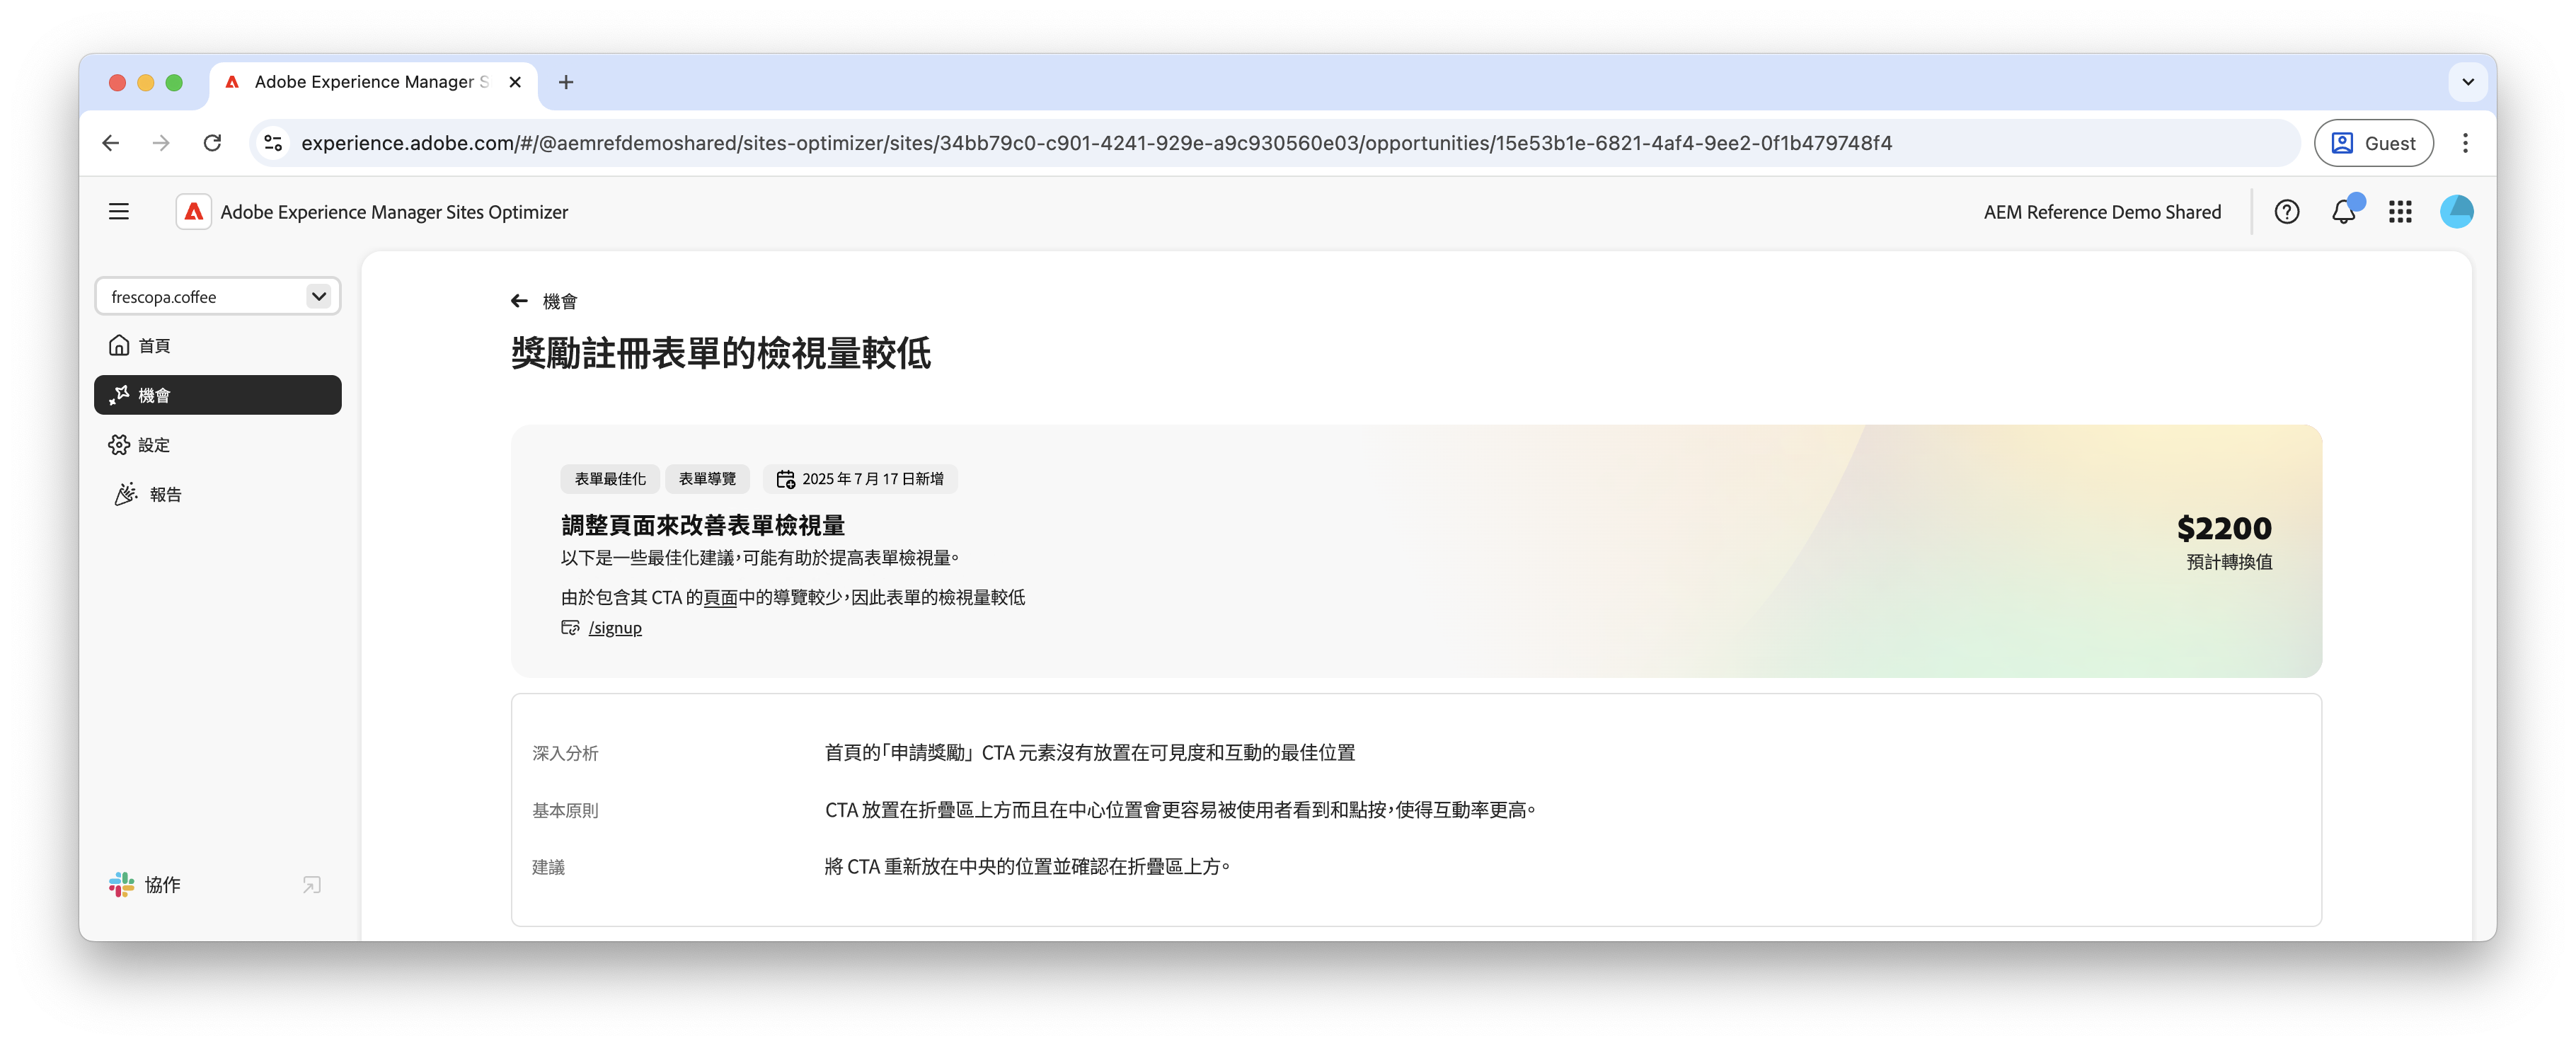 Adobe Experience Manager S
experience.adobe.com/#/@aemrefdemoshared/sites-optimizer/sites/34bb79c0-c901-4241-929e-a9c930560e03/opportunities/15e53b1e-6821-4af4-9ee2-0f1b479748f4
Guest
Adobe Experience Manager Sites Optimizer
AEM Reference Demo Shared
frescopa.coffee
首頁
機會
設定
報告
協作
機會
獎勵註冊表單的檢視量較低
表單最佳化
表單導覽
2025 年 7 月 17 日新增
調整頁面來改善表單檢視量
以下是一些最佳化建議，可能有助於提高表單檢視量。
由於包含其 CTA 的頁面中的導覽較少，因此表單的檢視量較低
/signup
$2200
預計轉換值
深入分析
首頁的「申請獎勵」 CTA 元素沒有放置在可見度和互動的最佳位置
基本原則
CTA 放置在折疊區上方而且在中心位置會更容易被使用者看到和點按，使得互動率更高。
建議
將 CTA 重新放在中央的位置並確認在折疊區上方。